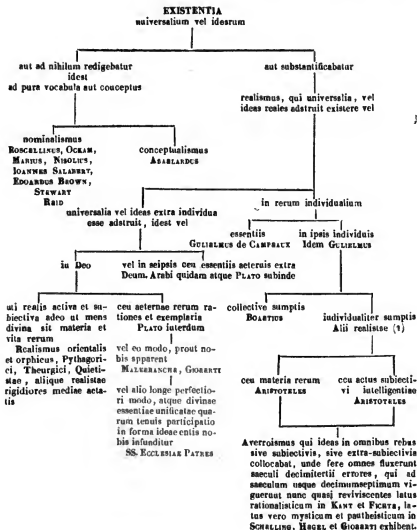 EXISTENTIA
universalium vel idearum
aut ad nihilum redigebatur
idest
ad pura vocabula aut conceptus
aut substantificabatur
realismus, qui universalia, vel
ideas reales adstruit existere vel
nominalismus
ROSCELLINUS, OCKAM,
MARIUS, NISOLIUS,
IOANNES SALABERT,
EDOARDUS BROWN,
STEWART
REID
conceptualismus
ABAELARDUS
universalia vel ideas extra individua
esse adstruit, idest vel
in rerum individualium
essentiis
GULIELMUS de CAMPEAUX
in ipsis individuis
Idem GULIELMUS
in Deo
vel in seipsis ceu essentiis aeternis extra
Deum. Arabi quidam atque PLATO subinde
uti realis activa et su-
biectiva adeo ut mens
divina sit materia et
vita rerum
Realismus orientalis
et orphicus, Pythagori-
ci, Theurgici, Quieti-
stae, aliique realistae
rigidiores mediae aeta-
tis
ceu aeternae rerum ra-
tiones et exemplaria
PLATO interdum
vel eo modo, prout no-
bis apparent
MALEBRANCHE, GIOBERTI
vel alio longe perfectio-
ri modo, atque divinae
essentiae unificatae qua-
rum tenuis participatio
in forma ideae entis no-
bis infunditur
SS. ECCLESIAE PATRES
collective sumptis
BOETIUS
individualiter sumptis
Alii realistae (1)
ceu materia rerum
ARISTOTELES
ceu actus subiecti-
vi intelligentiae
ARISTOTELES
Averroismus qui ideas in omnibus rebus
sive subiectivis, sive extra-subiectivis
collocabat, unde fere omnes fluxerunt
saeculi decimitertii errores, qui ad
saeculum usque decimumseptimum vi-
guerunt nunc quasi reviviscentes latus
rationalisticum in KANT et FICHTE, la-
tus vero mysticum et pantheisticum in
SCHELLING, HEGEL et GIOBERTI exhibent.